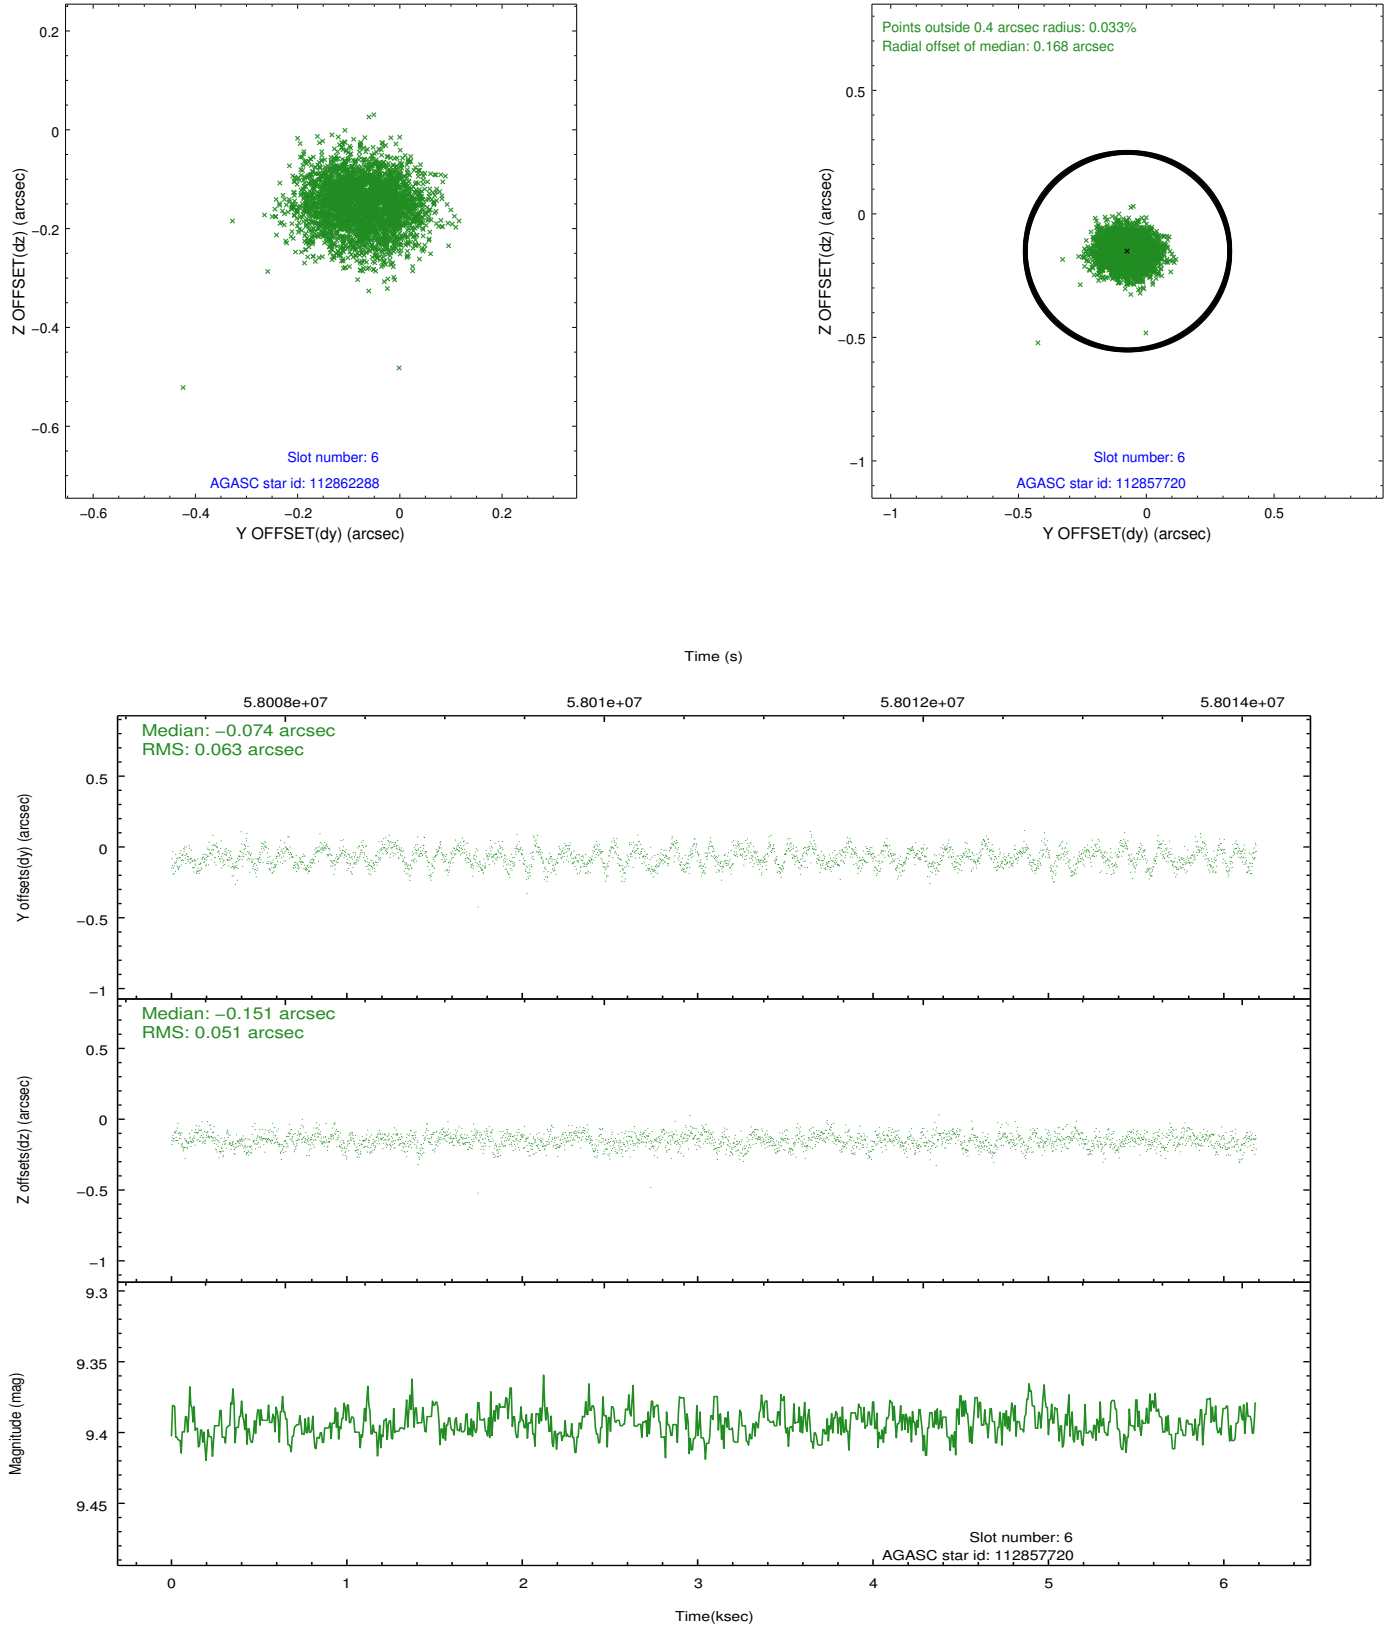 0.2
0
−0.2
−0.4
−0.6
Z OFFSET(dz) (arcsec)
Slot number: 6
AGASC star id: 112862288
−0.6 −0.4 −0.2 0 0.2
Y OFFSET(dy) (arcsec)
Points outside 0.4 arcsec radius: 0.033%
Radial offset of median: 0.168 arcsec
0.5
0
−0.5
−1
Z OFFSET(dz) (arcsec)
Slot number: 6
AGASC star id: 112857720
−1 −0.5 0 0.5
Y OFFSET(dy) (arcsec)
Time (s)
5.8008e+07 5.801e+07 5.8012e+07 5.8014e+07
Median: −0.074 arcsec
RMS: 0.063 arcsec
0.5
0
−0.5
−1
Y offsets(dy) (arcsec)
Median: −0.151 arcsec
RMS: 0.051 arcsec
0.5
0
−0.5
−1
Z offsets(dz) (arcsec)
9.3
9.35
9.4
9.45
Magnitude (mag)
Slot number: 6
AGASC star id: 112857720
0 1 2 3 4 5 6
Time(ksec)